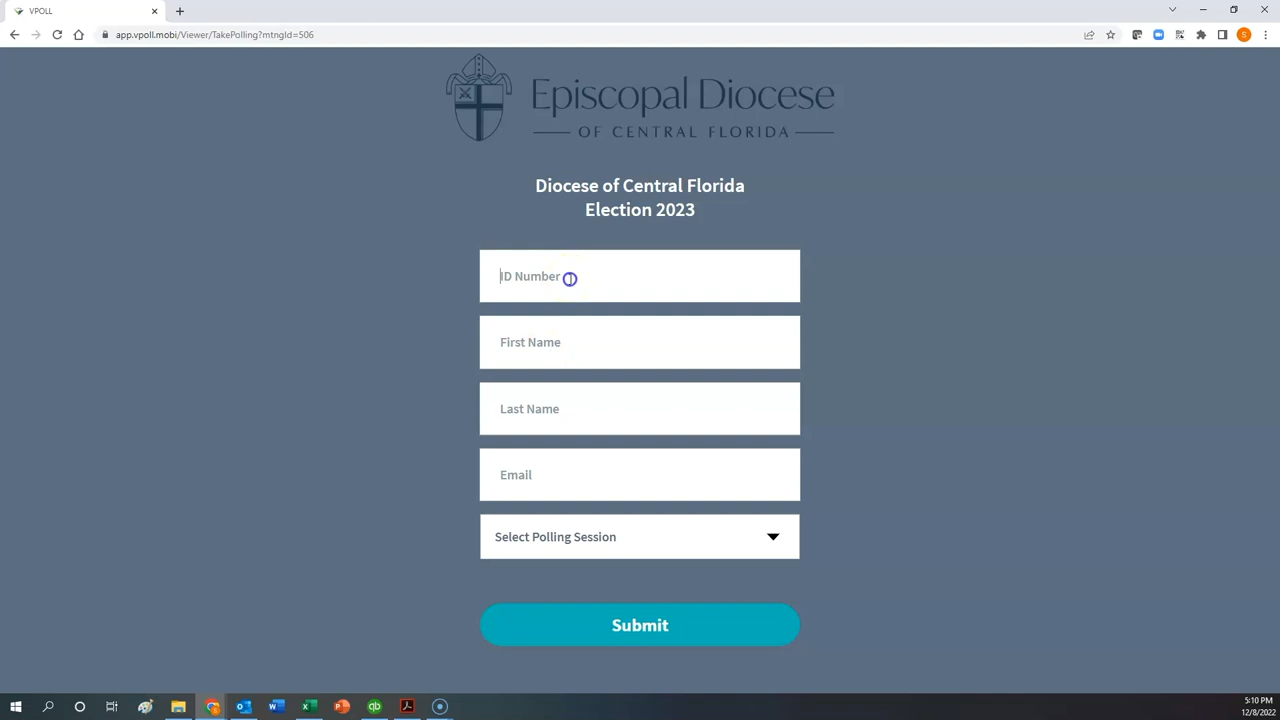 VPOLL
app.vpoll.mobi/Viewer/TakePolling?mtngId=506
S
Episcopal Diocese
OF CENTRAL FLORIDA
Diocese of Central Florida
Election 2023
ID Number
First Name
Last Name
Email
Select Polling Session
Submit
5:10 PM
12/8/2022